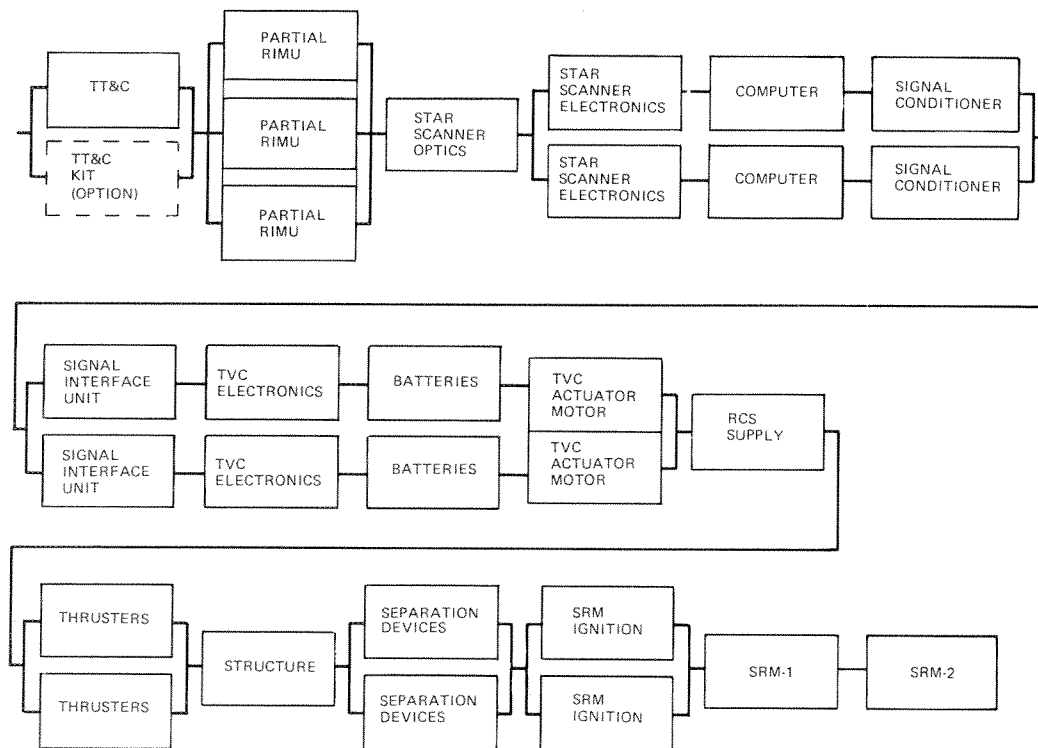 TT&C
TT&C
KIT
(OPTION)
PARTIAL
RIMU
PARTIAL
RIMU
PARTIAL
RIMU
STAR
SCANNER
OPTICS
STAR
SCANNER
ELECTRONICS
COMPUTER
SIGNAL
CONDITIONER
STAR
SCANNER
ELECTRONICS
COMPUTER
SIGNAL
CONDITIONER
SIGNAL
INTERFACE
UNIT
TVC
ELECTRONICS
BATTERIES
TVC
ACTUATOR
MOTOR
SIGNAL
INTERFACE
UNIT
TVC
ELECTRONICS
BATTERIES
TVC
ACTUATOR
MOTOR
RCS
SUPPLY
THRUSTERS
THRUSTERS
STRUCTURE
SEPARATION
DEVICES
SEPARATION
DEVICES
SRM
IGNITION
SRM
IGNITION
SRM-1
SRM-2